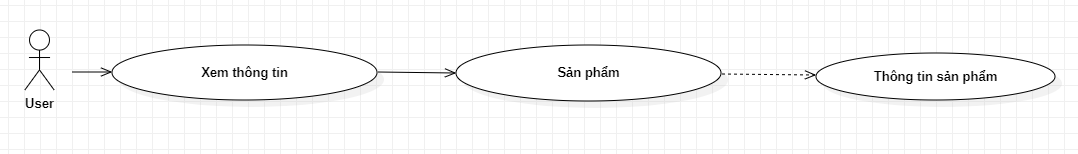 Xem thông tin
Sản phẩm
Thông tin sản phẩm
User